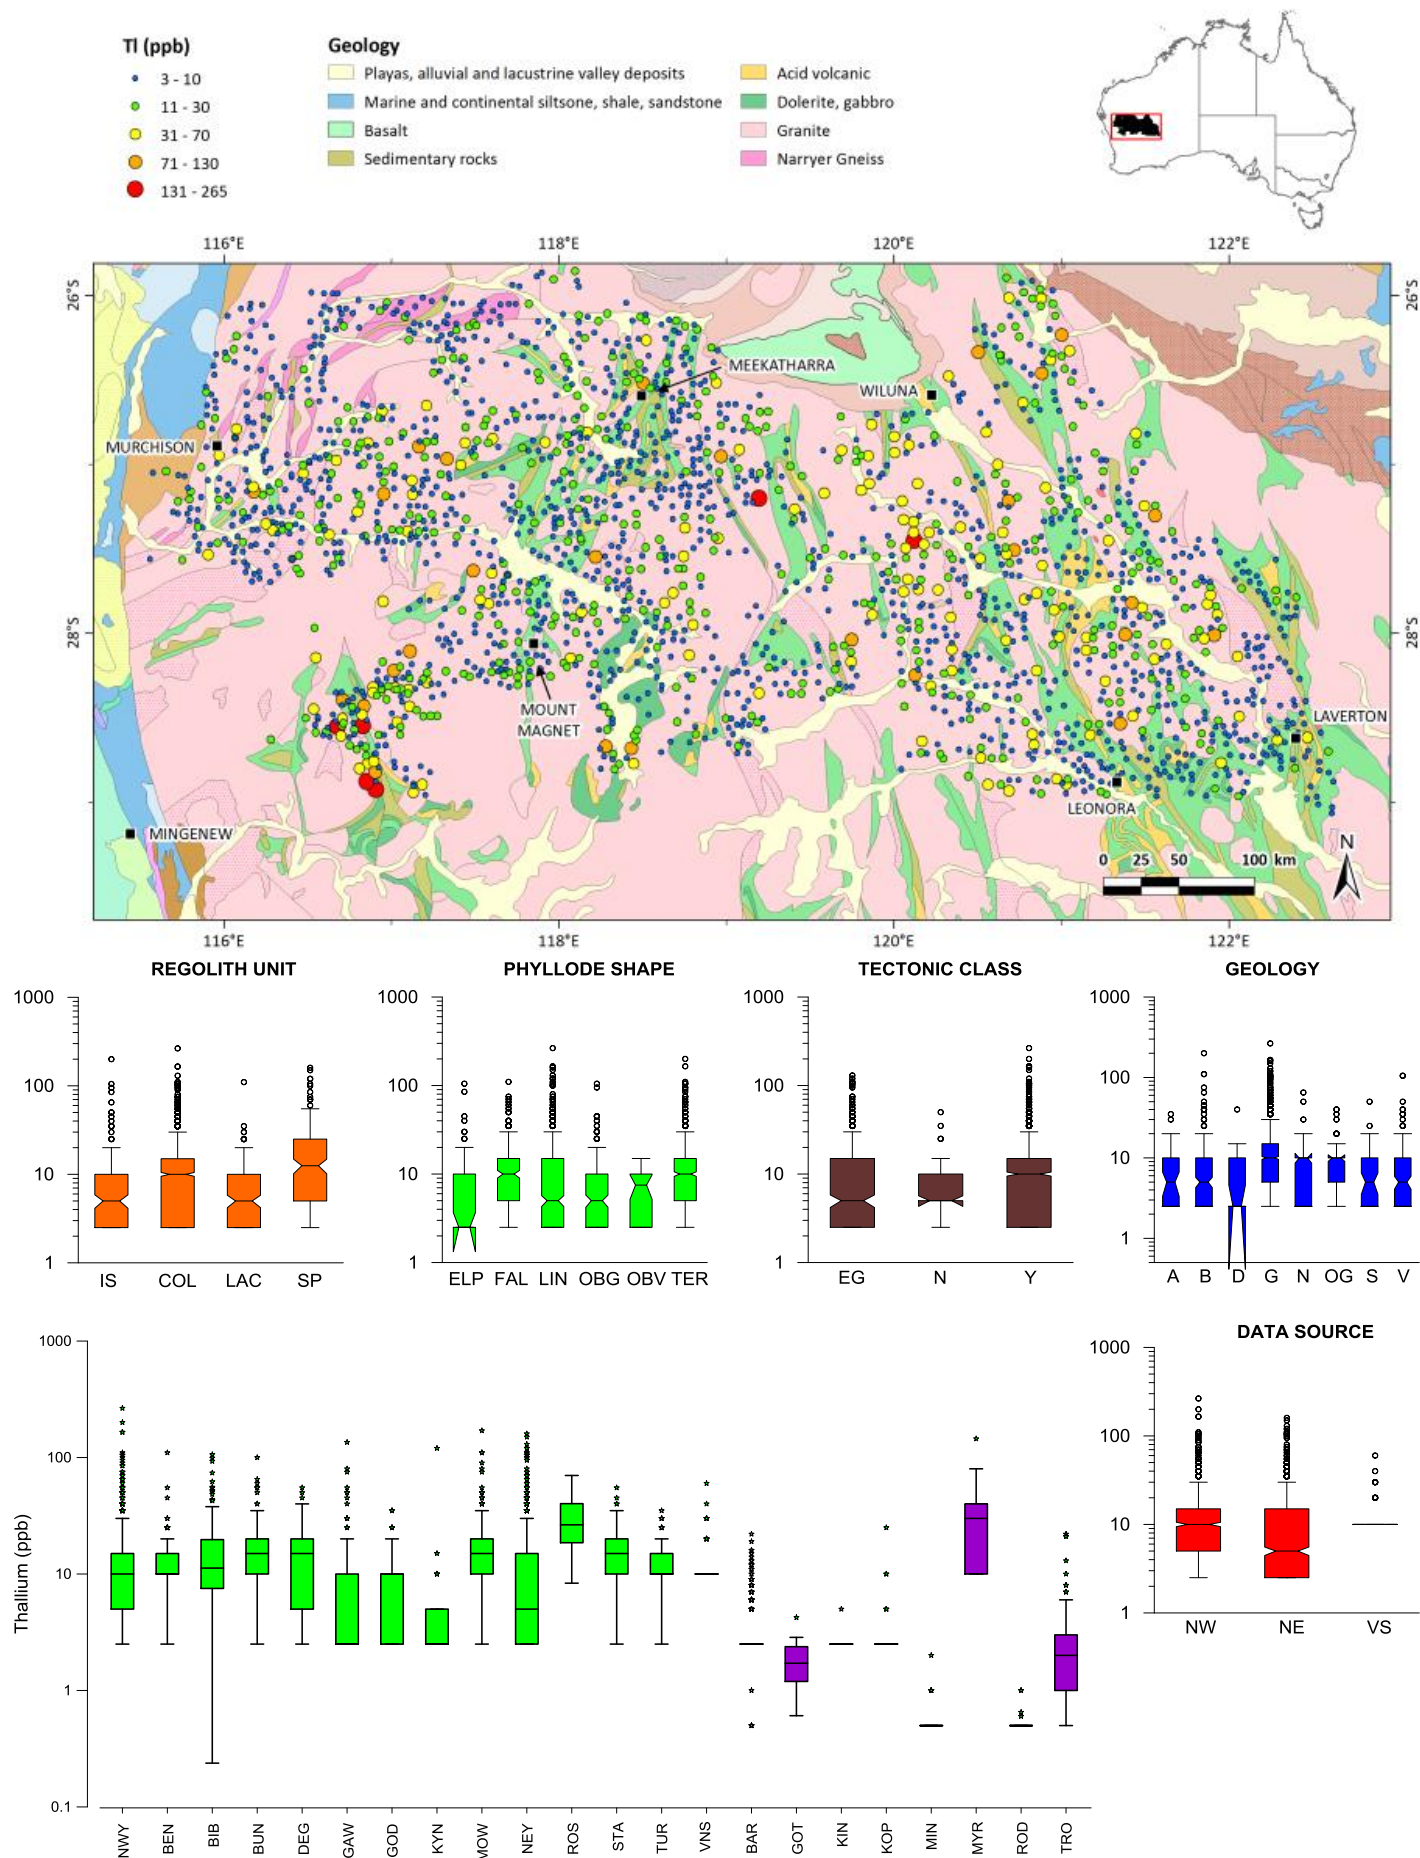 Tl (ppb)
3 - 10
11 - 30
31 - 70
71 - 130
131 - 265
Geology
Playas, alluvial and lacustrine valley deposits
Marine and continental siltsone, shale, sandstone
Basalt
Sedimentary rocks
Acid volcanic
Dolerite, gabbro
Granite
Narryer Gneiss
116°E 118°E 120°E 122°E
26°S 26°S
MEEKATHARRA
WILUNA
MURCHISON
28°S 28°S
MOUNT
MAGNET
LAVERTON
LEONORA
MINGENEW
N
0 25 50 100 km
116°E 118°E 120°E 122°E
REGOLITH UNIT
1000
100
10
1
IS COL LAC SP
PHYLLODE SHAPE
1000
100
10
1
ELP FAL LIN OBG OBV TER
TECTONIC CLASS
1000
100
10
1
EG N Y
GEOLOGY
1000
100
10
1
A B D G N OG S V
Thallium (ppb)
1000
100
10
1
0.1
NWY BEN BIB BUN DEG GAW GOD KYN MOW NEY ROS STA TUR VNS BAR GOT KIN KOP MIN MYR ROD TRO
DATA SOURCE
1000
100
10
1
NW NE VS